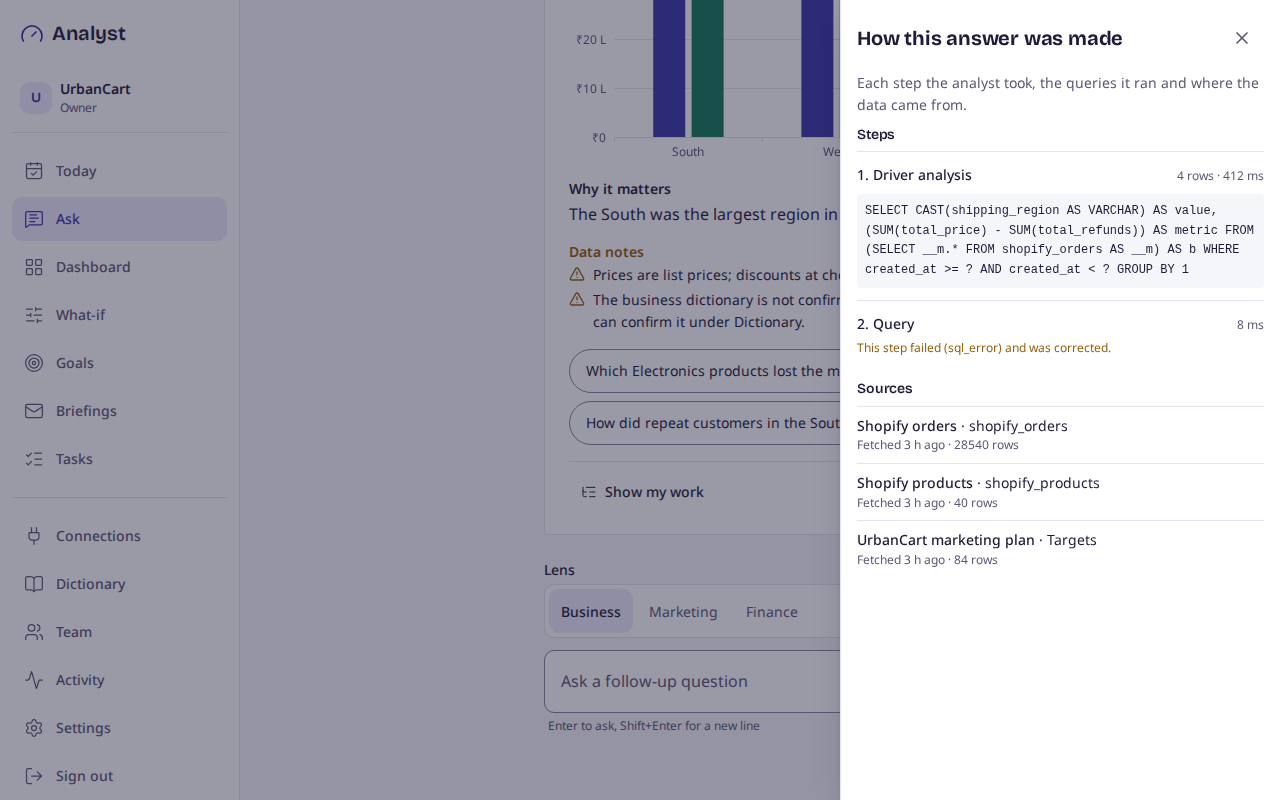 Analyst
U
UrbanCart
Owner
Today
Ask
Dashboard
What-if
Goals
Briefings
Tasks
Connections
Dictionary
Team
Activity
Settings
Sign out
₹20 L
₹10 L
₹0
South
We
Why it matters
The South was the largest region in
Data notes
Prices are list prices; discounts at che
The business dictionary is not confirm
can confirm it under Dictionary.
Which Electronics products lost the m
How did repeat customers in the Sout
Show my work
Lens
Business
Marketing
Finance
Ask a follow-up question
Enter to ask, Shift+Enter for a new line
How this answer was made
Each step the analyst took, the queries it ran and where the
data came from.
Steps
1. Driver analysis
4 rows · 412 ms
SELECT CAST(shipping_region AS VARCHAR) AS value,
(SUM(total_price) - SUM(total_refunds)) AS metric FROM
(SELECT __m.* FROM shopify_orders AS __m) AS b WHERE
created_at >= ? AND created_at < ? GROUP BY 1
2. Query
8 ms
This step failed (sql_error) and was corrected.
Sources
Shopify orders · shopify_orders
Fetched 3 h ago · 28540 rows
Shopify products · shopify_products
Fetched 3 h ago · 40 rows
UrbanCart marketing plan · Targets
Fetched 3 h ago · 84 rows